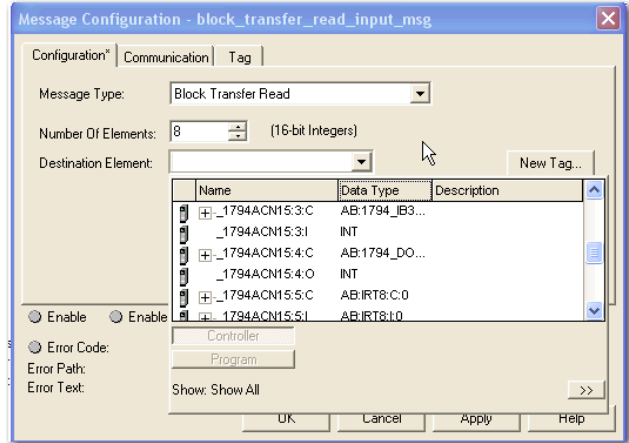 Message Configuration - block_transfer_read_input_msg
Configuration* Communication Tag
Message Type: Block Transfer Read
Number Of Elements: 8 (16-bit Integers)
Destination Element: New Tag...
Name Data Type Description
_1794ACN15:3:C AB:1794_IB3...
_1794ACN15:3:I INT
_1794ACN15:4:C AB:1794_DO...
_1794ACN15:4:O INT
_1794ACN15:5:C AB:IRT8:C:0
_1794ACN15:5:I AB:IRT8:I:0
Enable Enable
Controller
Error Code:
Program
Error Path:
Error Text: Show: Show All >>
OK Cancel Apply Help